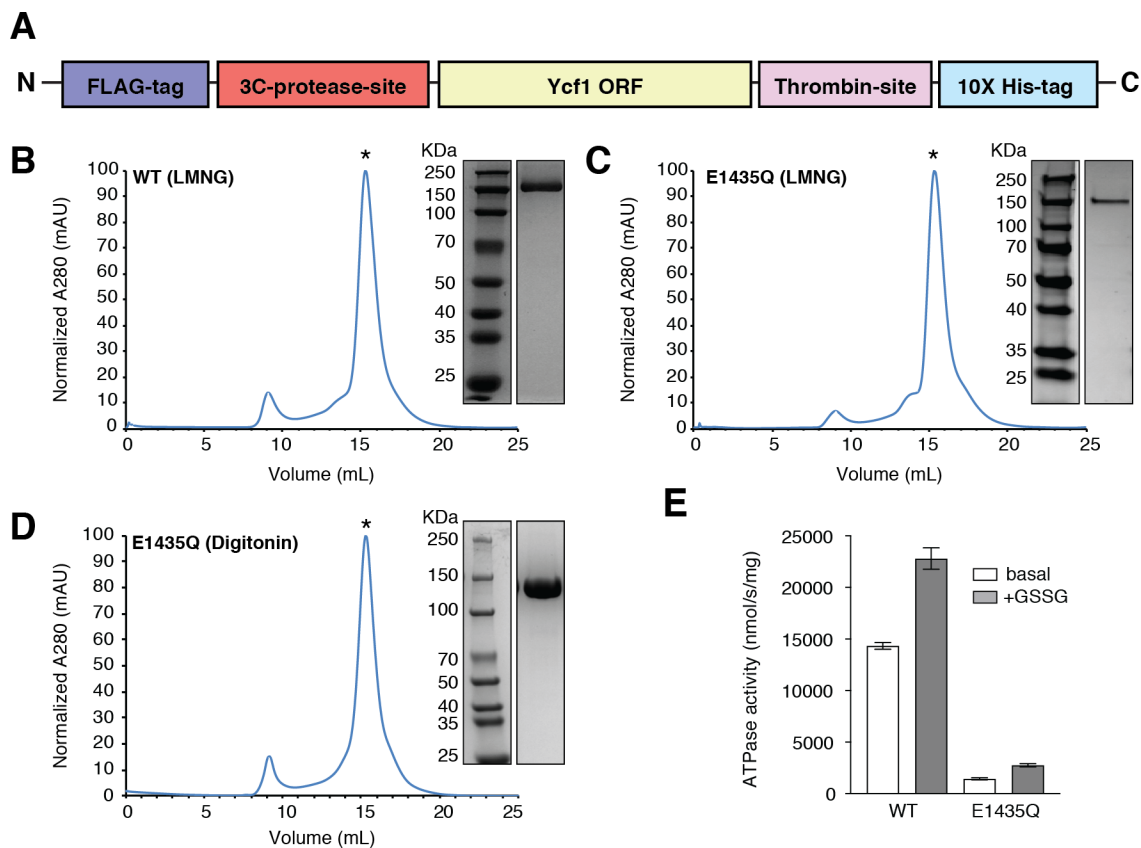 A
N FLAG-tag 3C-protease-site Ycf1 ORF Thrombin-site 10X His-tag C
B
WT (LMNG)
*
Normalized A280 (mAU)
100
90
80
70
60
50
40
30
20
10
0
0 5 10 15 20 25
Volume (mL)
KDa
250
150
100
70
50
40
35
25
C
E1435Q (LMNG)
*
Normalized A280 (mAU)
100
90
80
70
60
50
40
30
20
10
0
0 5 10 15 20 25
Volume (mL)
KDa
250
150
100
70
50
40
35
25
D
E1435Q (Digitonin)
*
Normalized A280 (mAU)
100
90
80
70
60
50
40
30
20
10
0
0 5 10 15 20 25
Volume (mL)
KDa
250
150
100
70
50
40
35
25
E
ATPase activity (nmol/s/mg)
25000
20000
15000
10000
5000
0
basal
+GSSG
WT E1435Q